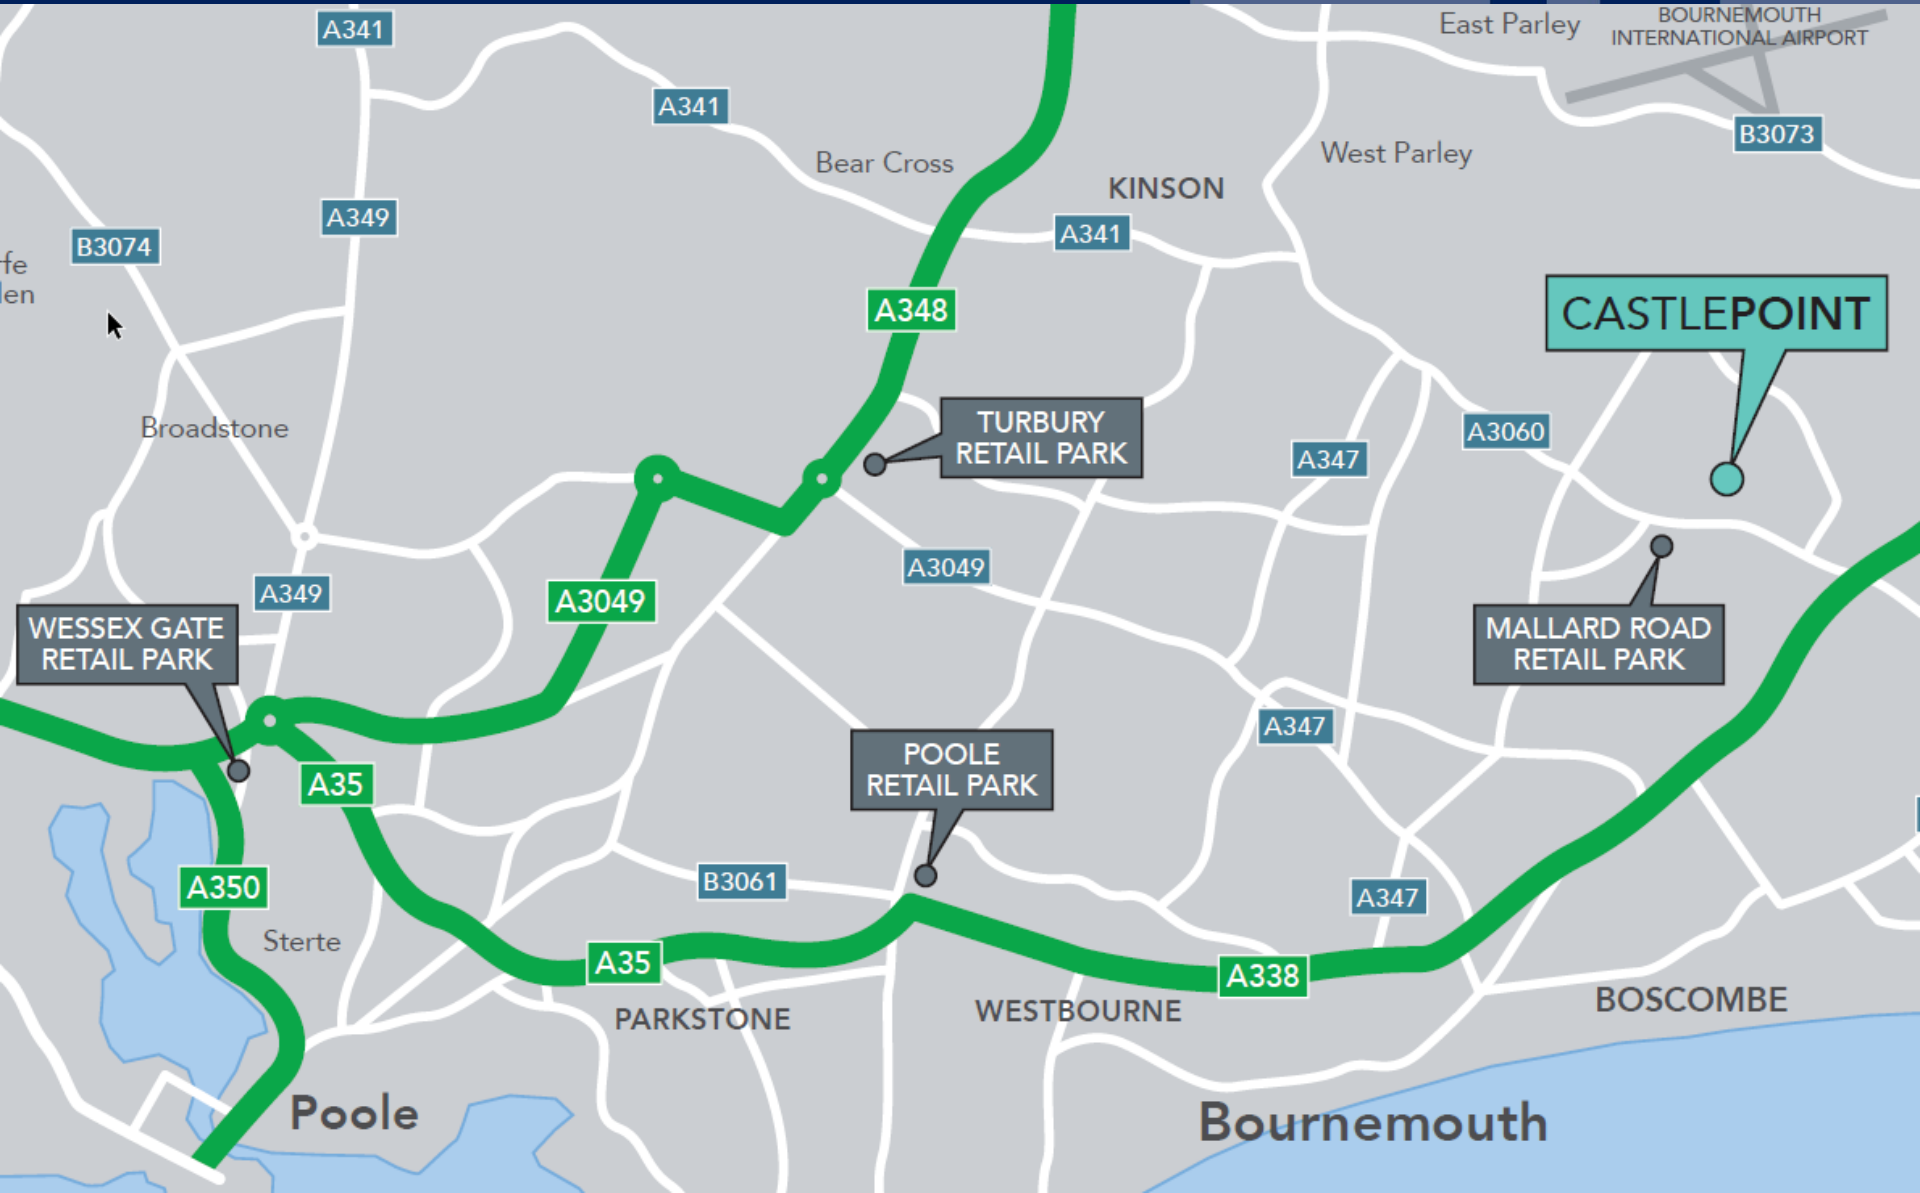 A341
East Parley
BOURNEMOUTH
INTERNATIONAL AIRPORT
A341
B3073
Bear Cross
West Parley
KINSON
A349
A341
B3074
A348
CASTLEPOINT
Broadstone
TURBURY
RETAIL PARK
A3060
A347
A3049
A349
A3049
WESSEX GATE
RETAIL PARK
MALLARD ROAD
RETAIL PARK
A347
POOLE
RETAIL PARK
A35
B3061
A350
A347
Sterte
A35
A338
PARKSTONE
WESTBOURNE
BOSCOMBE
Poole
Bournemouth